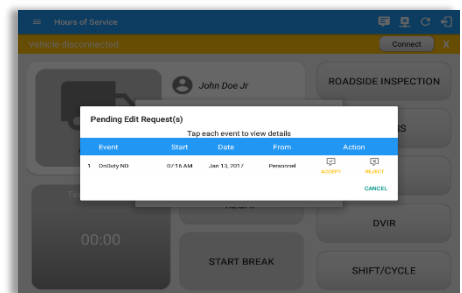 Hours of Service
Vehicle disconnected
Connect X
John Doe Jr
ROADSIDE INSPECTION
Pending Edit Request(s)
Tap each event to view details
Event Start Date From Action
1 OnDuty ND 07:16 AM Jan 13, 2017 Personnel
ACCEPT REJECT
CANCEL
00:00
START BREAK
DVIR
SHIFT/CYCLE